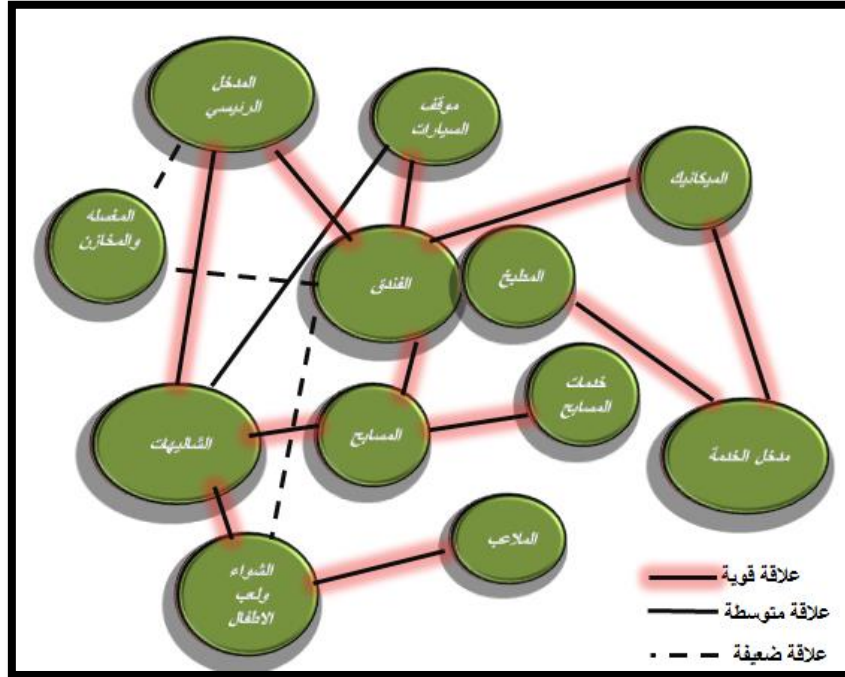 المدخل
الرئيسي
موقف
السيارات
الميكانيك
المغسله
والمخازن
الفندق
المطبخ
خدمات
المسابح
المسابح
الشاليهات
مدخل الخدمة
الملاعب
الشواء
ولعب
الاطفال
علاقة قوية
علاقة متوسطة
علاقة ضعيفة